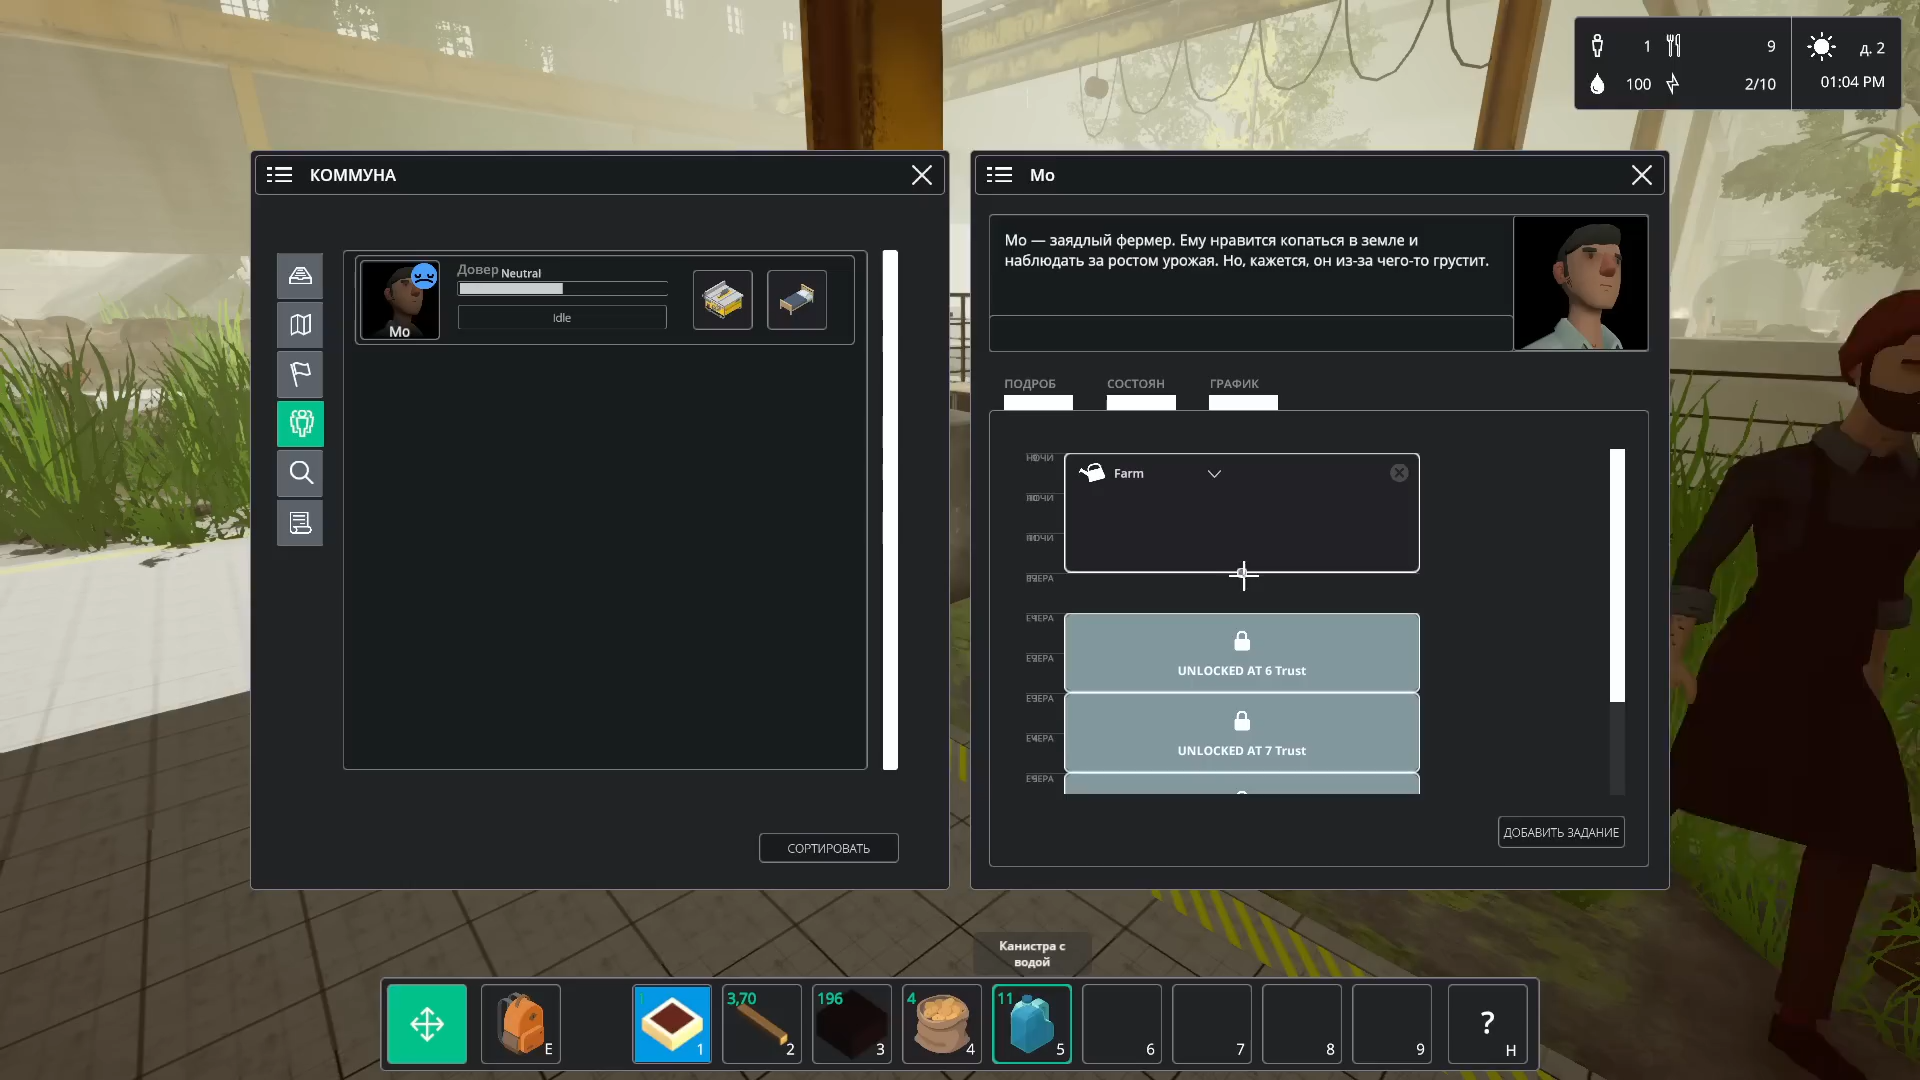 1
9
д. 2
100
2/10
01:04 PM
КОММУНА
Довер Neutral
Idle
Мо
СОРТИРОВАТЬ
Мо
Мо — заядлый фермер. Ему нравится копаться в земле и
наблюдать за ростом урожая. Но, кажется, он из-за чего-то грустит.
ПОДРОБ
СОСТОЯН
ГРАФИК
Farm
UNLOCKED AT 6 Trust
UNLOCKED AT 7 Trust
ДОБАВИТЬ ЗАДАНИЕ
Канистра с
водой
E
1
3,70
2
196
3
4
4
11
5
6
7
8
9
?
H